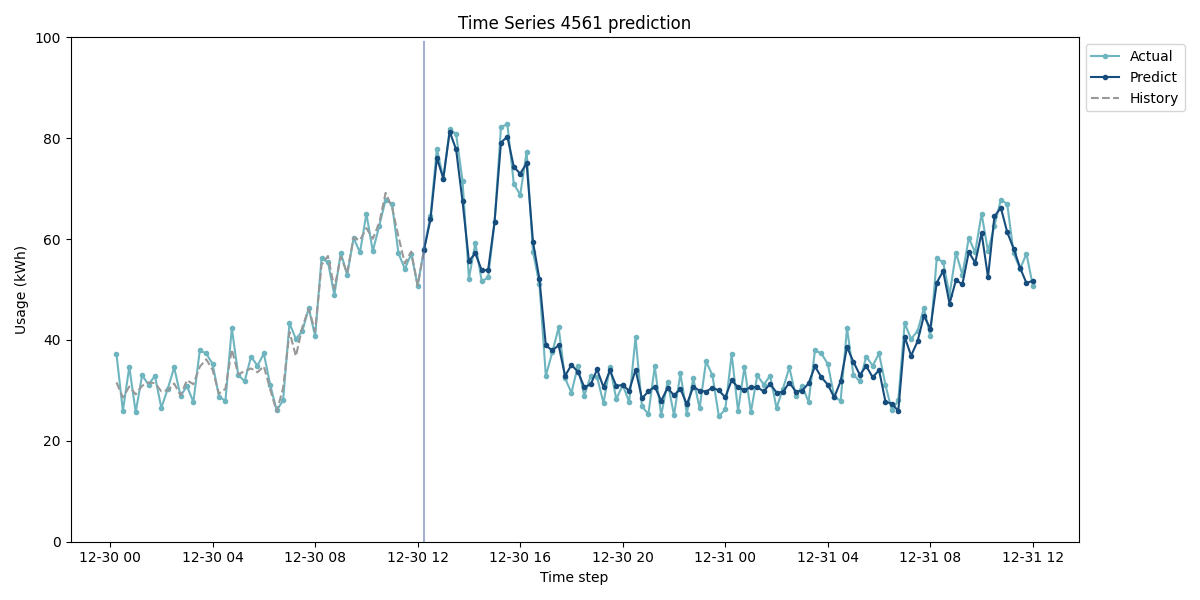 Time Series 4561 prediction
Usage (kWh)
100
80
60
40
20
0
12-30 00
12-30 04
12-30 08
12-30 12
12-30 16
12-30 20
12-31 00
12-31 04
12-31 08
12-31 12
Time step
Actual
Predict
History